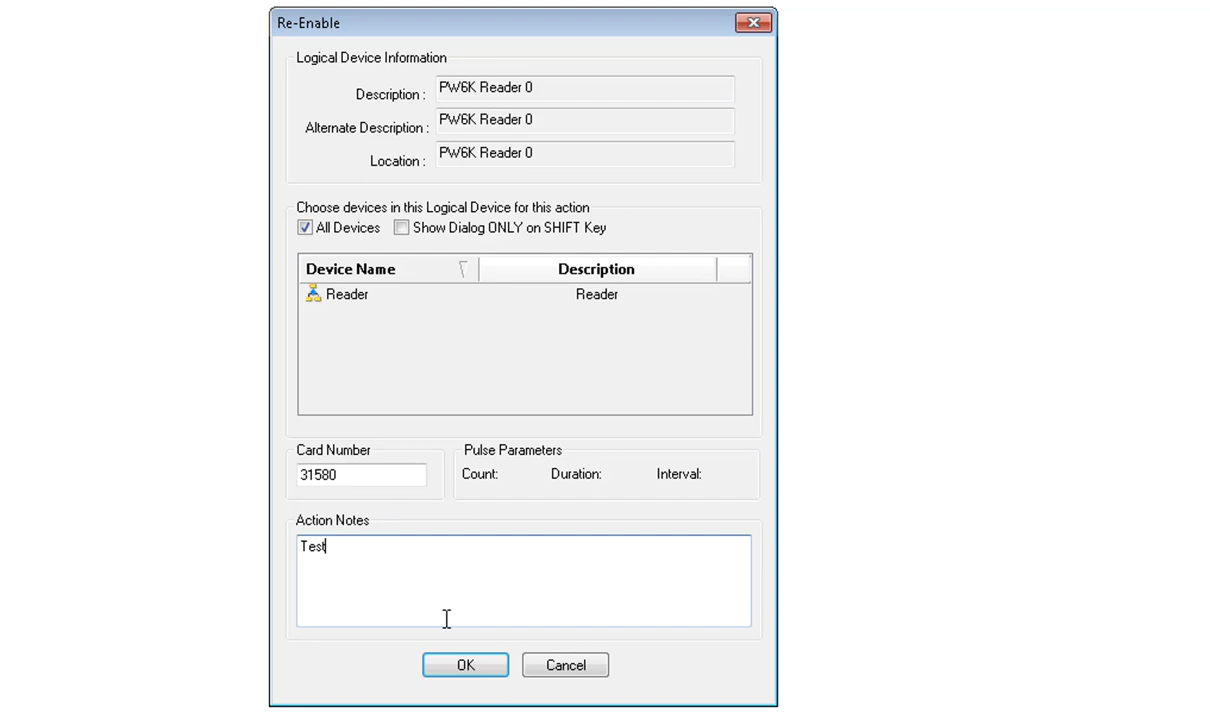 Re-Enable
Logical Device Information
Description : PW6K Reader 0
Alternate Description : PW6K Reader 0
Location : PW6K Reader 0
Choose devices in this Logical Device for this action
All Devices Show Dialog ONLY on SHIFT Key
Device Name Description
Reader Reader
Card Number Pulse Parameters
31580 Count: Duration: Interval:
Action Notes
Test
OK Cancel